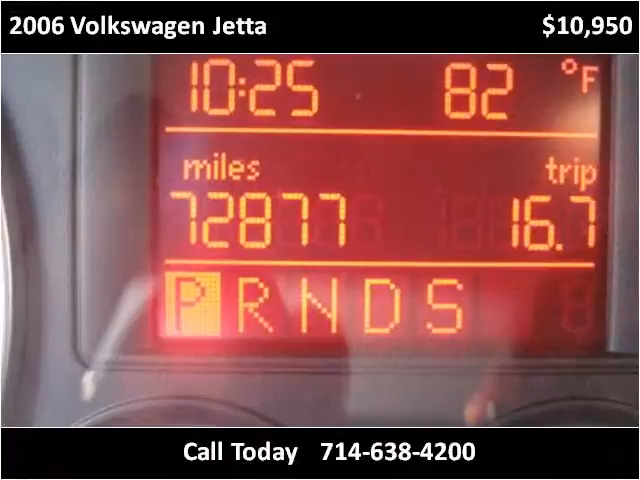 2006 Volkswagen Jetta $10,950
10:25 82 °F
miles trip
72877 16.7
P R N D S
Call Today 714-638-4200